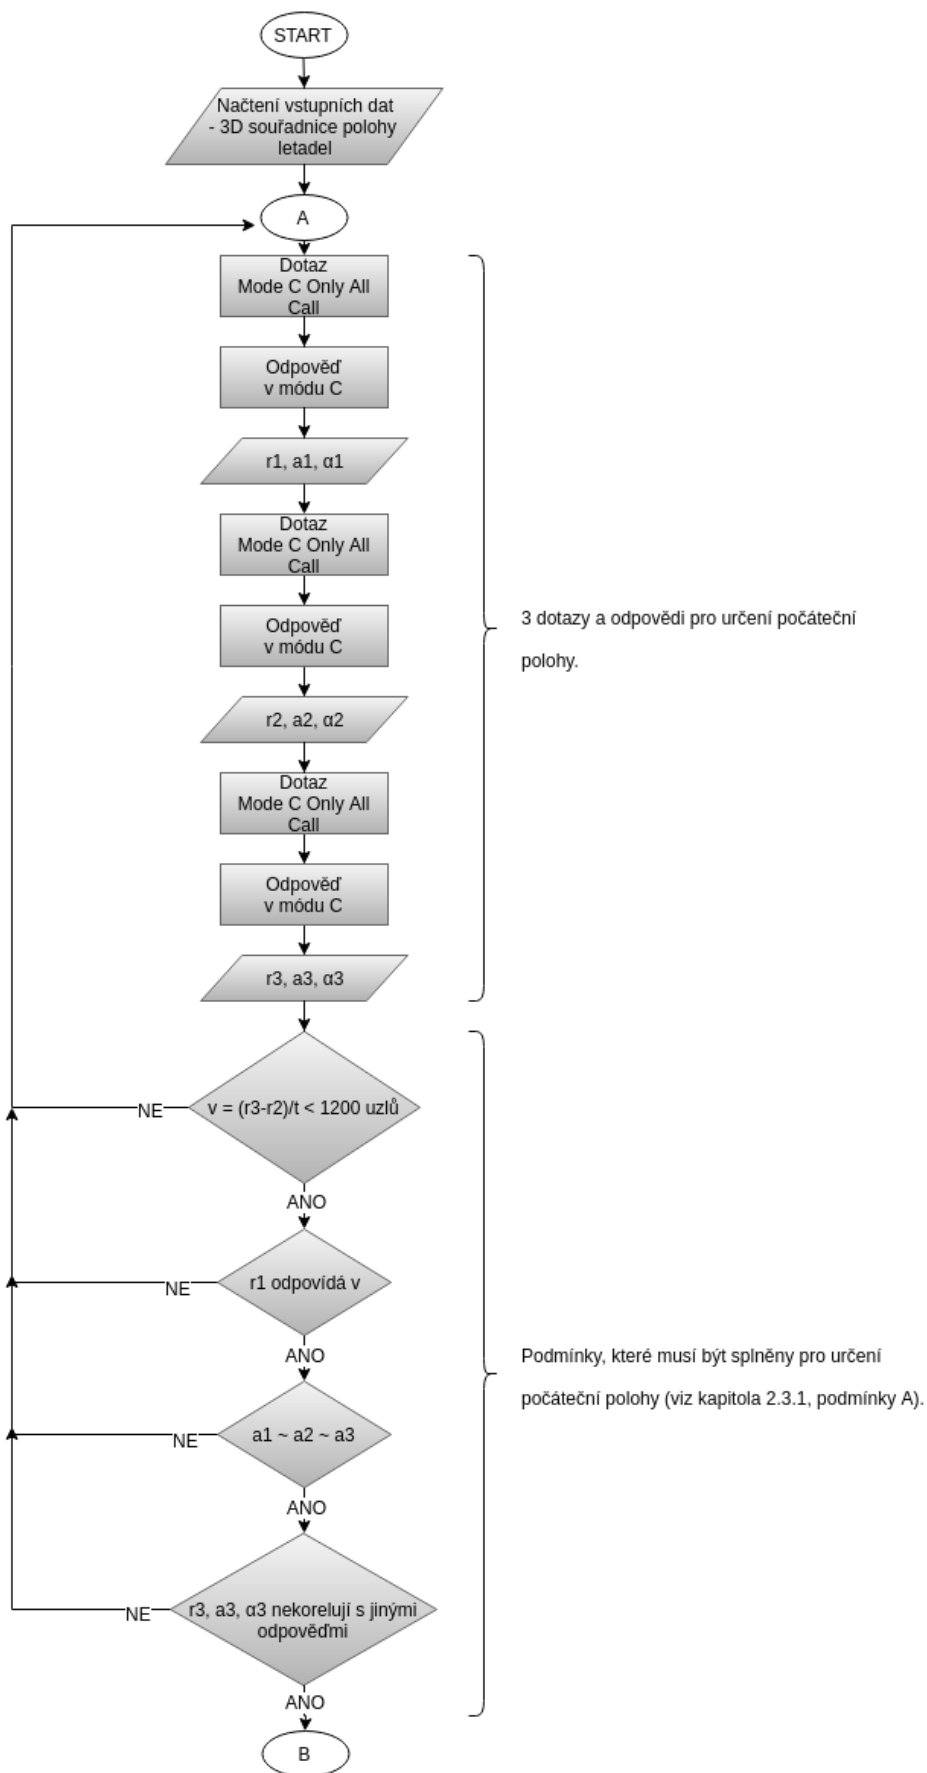 START
Načtení vstupních dat
- 3D souřadnice polohy
letadel
A
Dotaz
Mode C Only All
Call
Odpověď
v módu C
r1, a1, α1
Dotaz
Mode C Only All
Call
Odpověď
v módu C
3 dotazy a odpovědi pro určení počáteční
polohy.
r2, a2, α2
Dotaz
Mode C Only All
Call
Odpověď
v módu C
r3, a3, α3
v = (r3-r2)/t < 1200 uzlů
NE
ANO
r1 odpovídá v
NE
ANO
Podmínky, které musí být splněny pro určení
počáteční polohy (viz kapitola 2.3.1, podmínky A).
a1 ~ a2 ~ a3
NE
ANO
r3, a3, α3 nekorelují s jinými
odpověďmi
NE
ANO
B